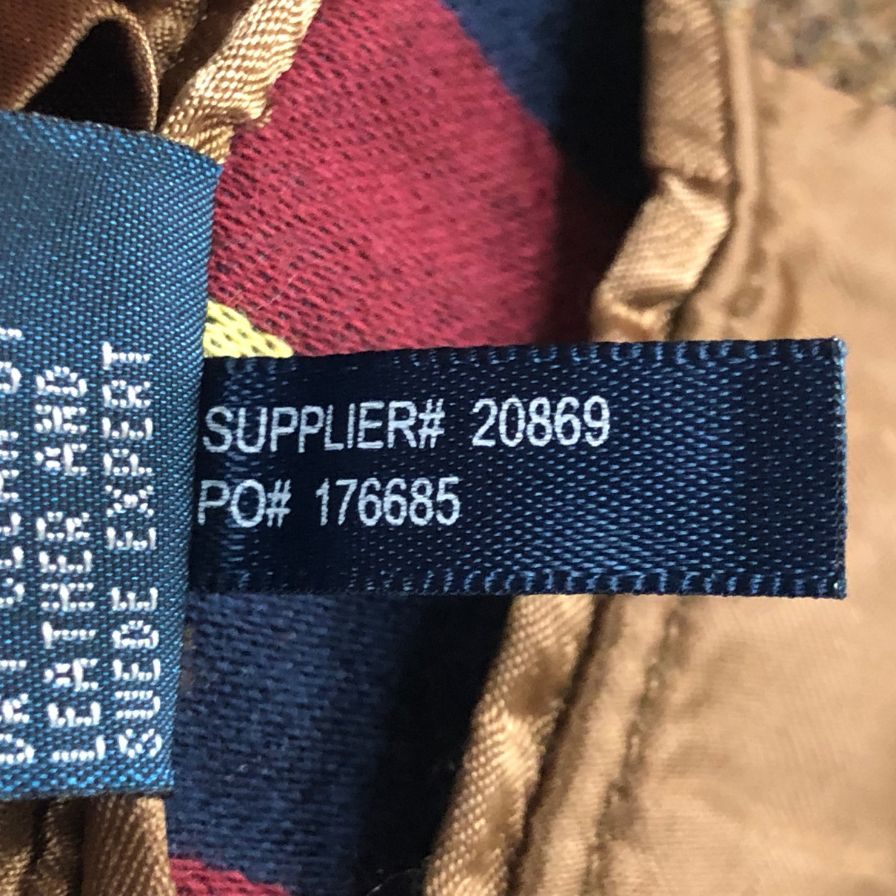 SUPPLIER# 20869
PO# 176685
LEATHER AND
SUEDE EXPERT